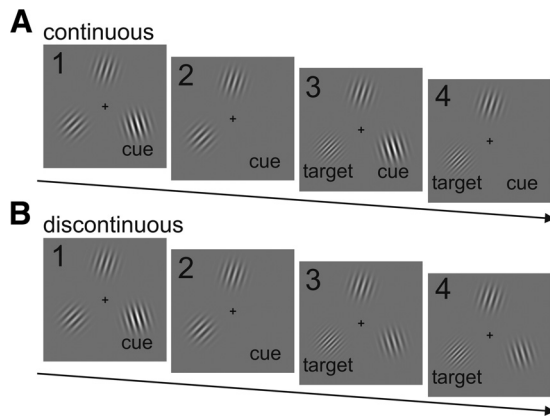 A
continuous
1
cue
2
cue
3
target cue
4
target cue
B
discontinuous
1
cue
2
cue
3
target
4
target